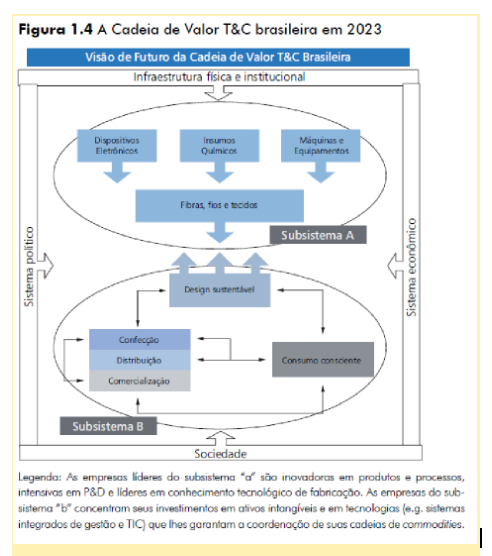 Figura 1.4 A Cadeia de Valor T&C brasileira em 2023
Visão de Futuro da Cadeia de Valor T&C Brasileira
Infraestrutura física e institucional
Dispositivos
Eletrônicos
Insumos
Químicos
Máquinas e
Equipamentos
Fibras, fios e tecidos
Subsistema A
Sistema político
Sistema econômico
Design sustentável
Confecção
Distribuição
Comercialização
Consumo consciente
Subsistema B
Sociedade
Legenda: As empresas líderes do subsistema “a” são inovadoras em produtos e processos,
intensivas em P&D e líderes em conhecimento tecnológico de fabricação. As empresas do sub-
sistema “b” concentram seus investimentos em ativos intangíveis e em tecnologias (e.g. sistemas
integrados de gestão e TIC) que lhes garantam a coordenação de suas cadeias de commodities.